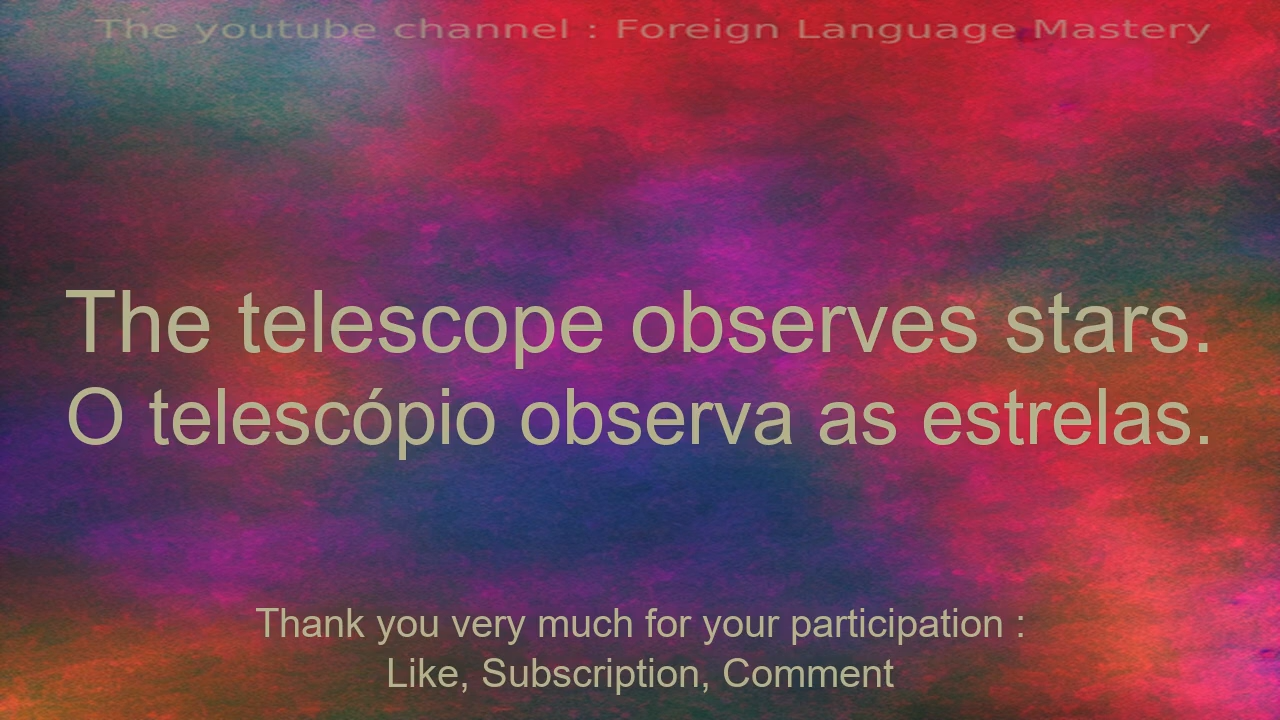 The youtube channel : Foreign Language Mastery
The telescope observes stars.
O telescópio observa as estrelas.
Thank you very much for your participation :
Like, Subscription, Comment